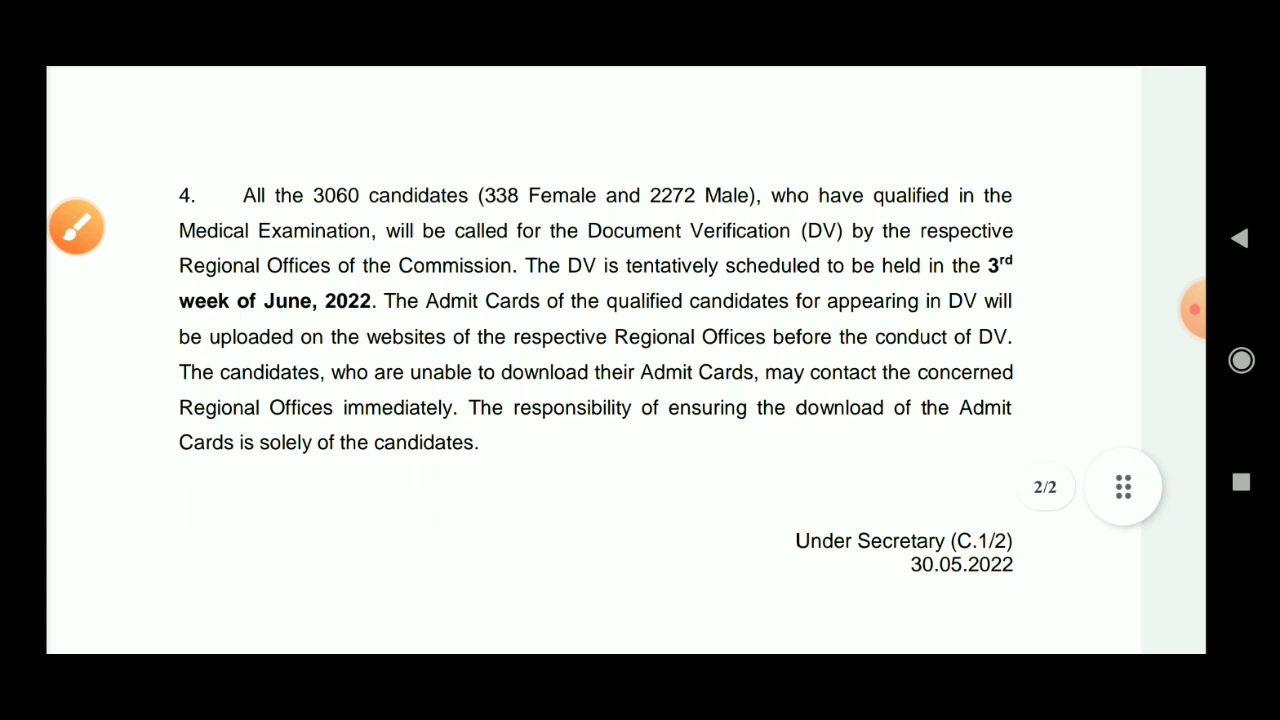 4. All the 3060 candidates (338 Female and 2272 Male), who have qualified in the
Medical Examination, will be called for the Document Verification (DV) by the respective
Regional Offices of the Commission. The DV is tentatively scheduled to be held in the 3rd
week of June, 2022. The Admit Cards of the qualified candidates for appearing in DV will
be uploaded on the websites of the respective Regional Offices before the conduct of DV.
The candidates, who are unable to download their Admit Cards, may contact the concerned
Regional Offices immediately. The responsibility of ensuring the download of the Admit
Cards is solely of the candidates.
2/2
Under Secretary (C.1/2)
30.05.2022